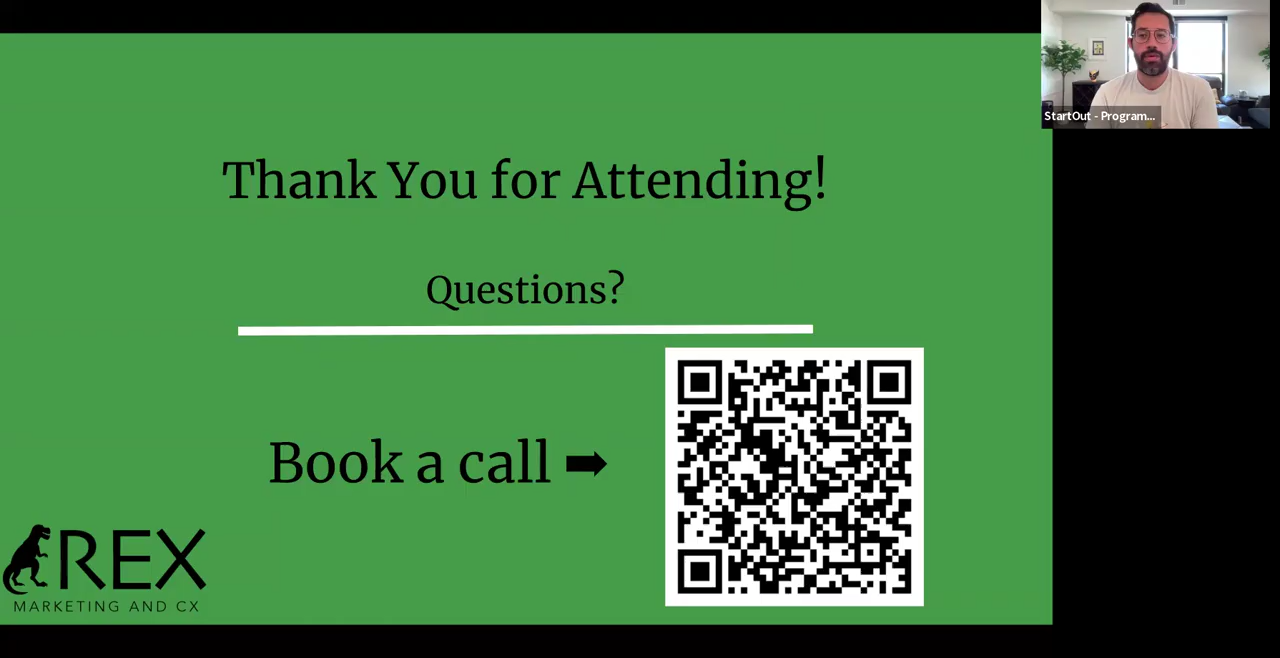 StartOut - Program...
Thank You for Attending!
Questions?
Book a call ➡
REX
MARKETING AND CX